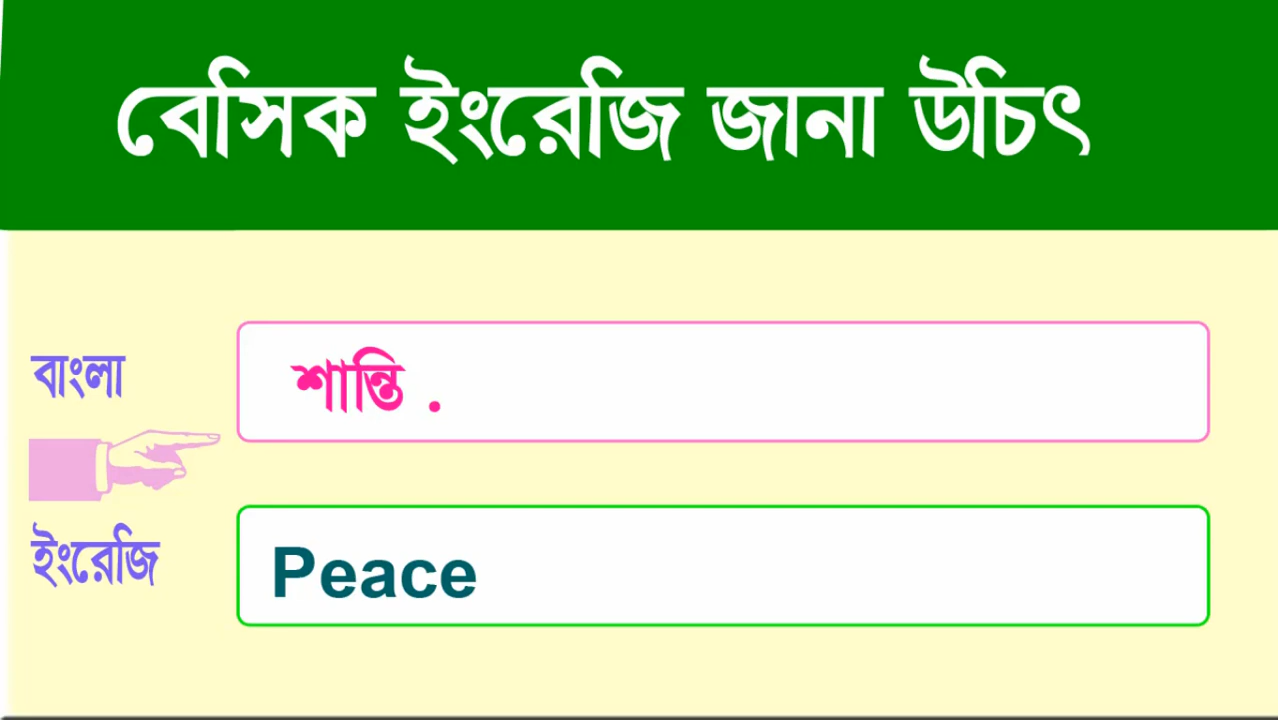 বেসিক ইংরেজি জানা উচিৎ
বাংলা
শান্তি .
ইংরেজি
Peace